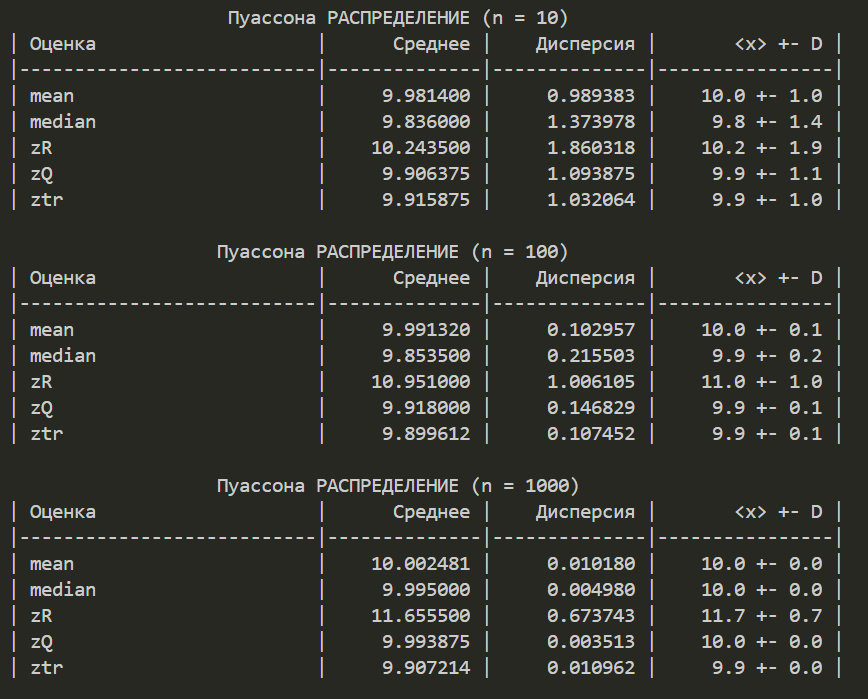 Пуассона РАСПРЕДЕЛЕНИЕ (n = 10)
| Оценка | Среднее | Дисперсия | <x> +- D |
|---------------------------|--------------|--------------|----------------|
| mean | 9.981400 | 0.989383 | 10.0 +- 1.0 |
| median | 9.836000 | 1.373978 | 9.8 +- 1.4 |
| zR | 10.243500 | 1.860318 | 10.2 +- 1.9 |
| zQ | 9.906375 | 1.093875 | 9.9 +- 1.1 |
| ztr | 9.915875 | 1.032064 | 9.9 +- 1.0 |
Пуассона РАСПРЕДЕЛЕНИЕ (n = 100)
| Оценка | Среднее | Дисперсия | <x> +- D |
|---------------------------|--------------|--------------|----------------|
| mean | 9.991320 | 0.102957 | 10.0 +- 0.1 |
| median | 9.853500 | 0.215503 | 9.9 +- 0.2 |
| zR | 10.951000 | 1.006105 | 11.0 +- 1.0 |
| zQ | 9.918000 | 0.146829 | 9.9 +- 0.1 |
| ztr | 9.899612 | 0.107452 | 9.9 +- 0.1 |
Пуассона РАСПРЕДЕЛЕНИЕ (n = 1000)
| Оценка | Среднее | Дисперсия | <x> +- D |
|---------------------------|--------------|--------------|----------------|
| mean | 10.002481 | 0.010180 | 10.0 +- 0.0 |
| median | 9.995000 | 0.004980 | 10.0 +- 0.0 |
| zR | 11.655500 | 0.673743 | 11.7 +- 0.7 |
| zQ | 9.993875 | 0.003513 | 10.0 +- 0.0 |
| ztr | 9.907214 | 0.010962 | 9.9 +- 0.0 |